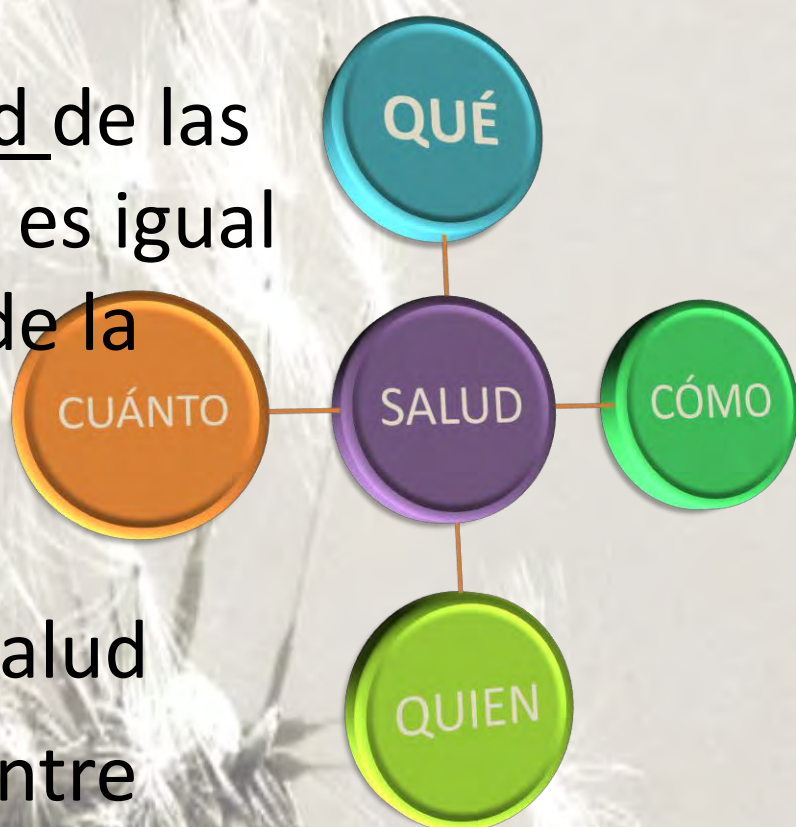 d de las
es igual
de la
alud
ntre
QUÉ
CUÁNTO
SALUD
CÓMO
QUIEN